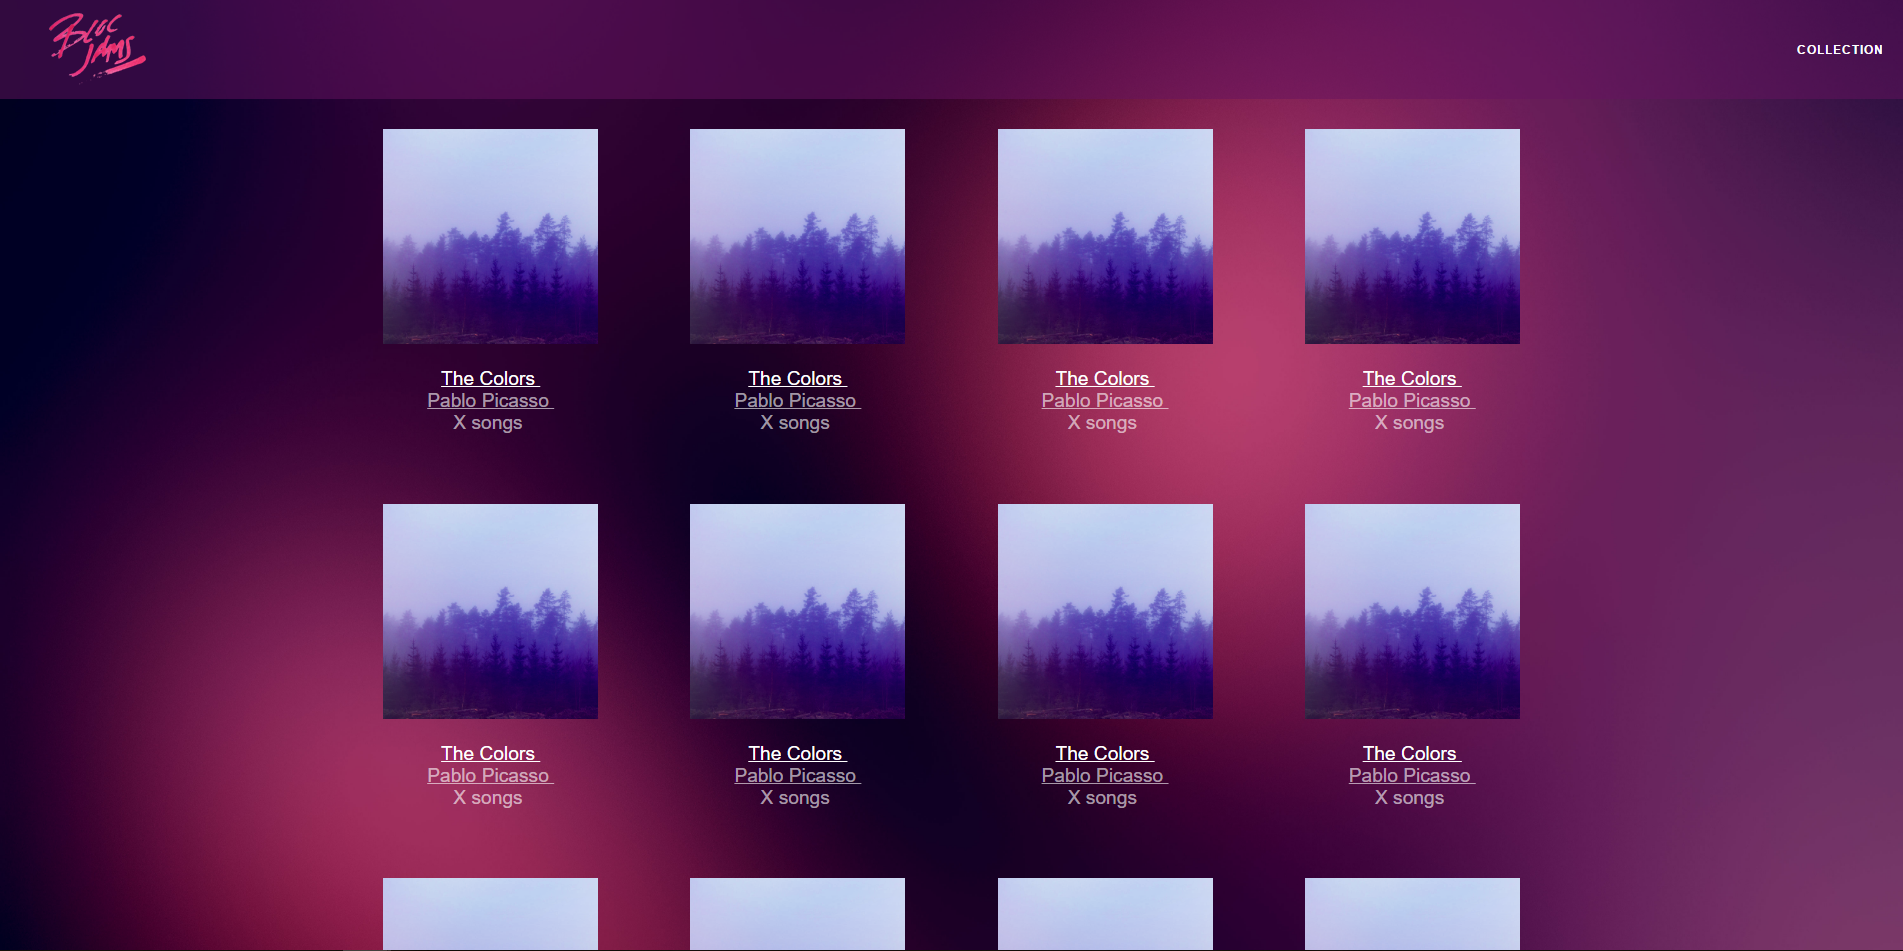 BLOC
JAMS
COLLECTION
The Colors The Colors The Colors The Colors
Pablo Picasso Pablo Picasso Pablo Picasso Pablo Picasso
X songs X songs X songs X songs
The Colors The Colors The Colors The Colors
Pablo Picasso Pablo Picasso Pablo Picasso Pablo Picasso
X songs X songs X songs X songs